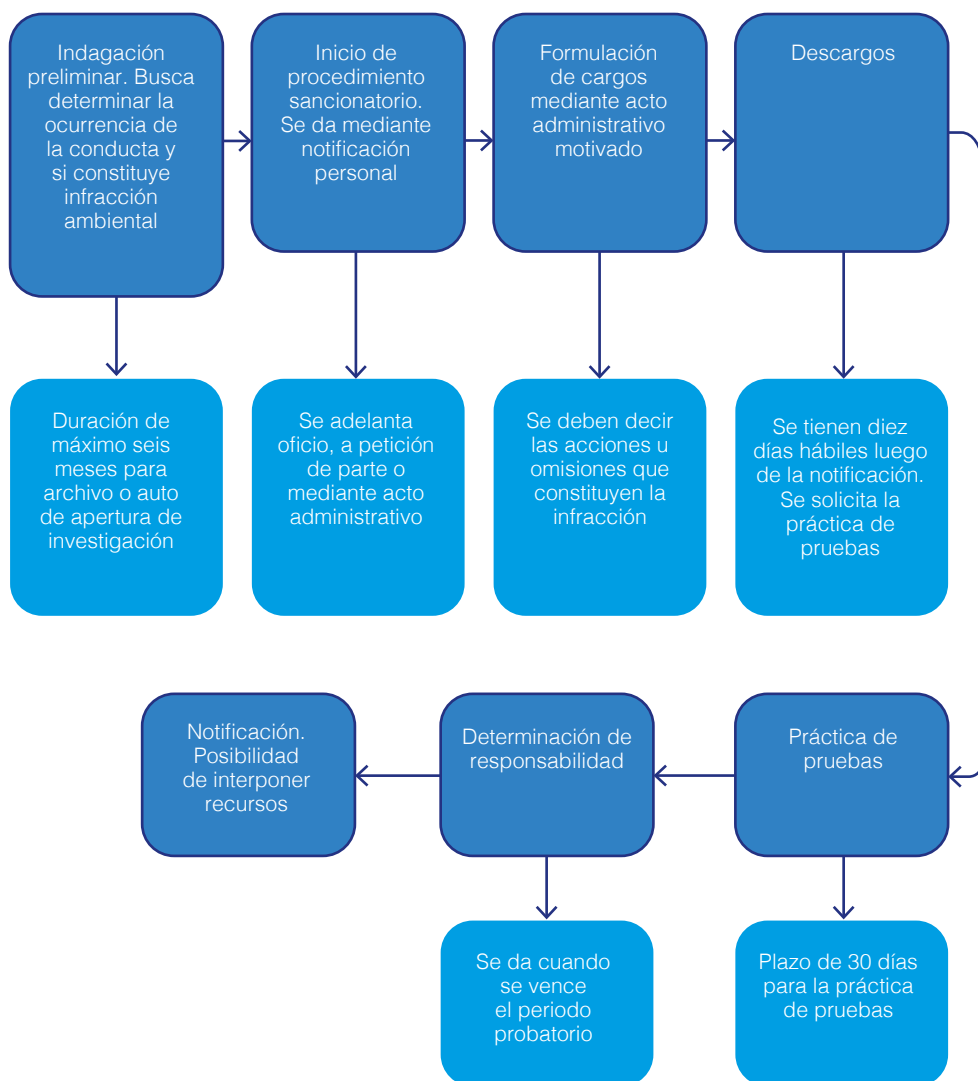 Indagación
preliminar. Busca
determinar la
ocurrencia de
la conducta y
si constituye
infracción
ambiental
Inicio de
procedimiento
sancionatorio.
Se da mediante
notificación
personal
Formulación
de cargos
mediante acto
administrativo
motivado
Descargos
Duración de
máximo seis
meses para
archivo o auto
de apertura de
investigación
Se adelanta
oficio, a petición
de parte o
mediante acto
administrativo
Se deben decir
las acciones u
omisiones que
constituyen la
infracción
Se tienen diez
días hábiles luego
de la notificación.
Se solicita la
práctica de
pruebas
Práctica de
pruebas
Determinación de
responsabilidad
Notificación.
Posibilidad
de interponer
recursos
Plazo de 30 días
para la práctica
de pruebas
Se da cuando
se vence
el periodo
probatorio